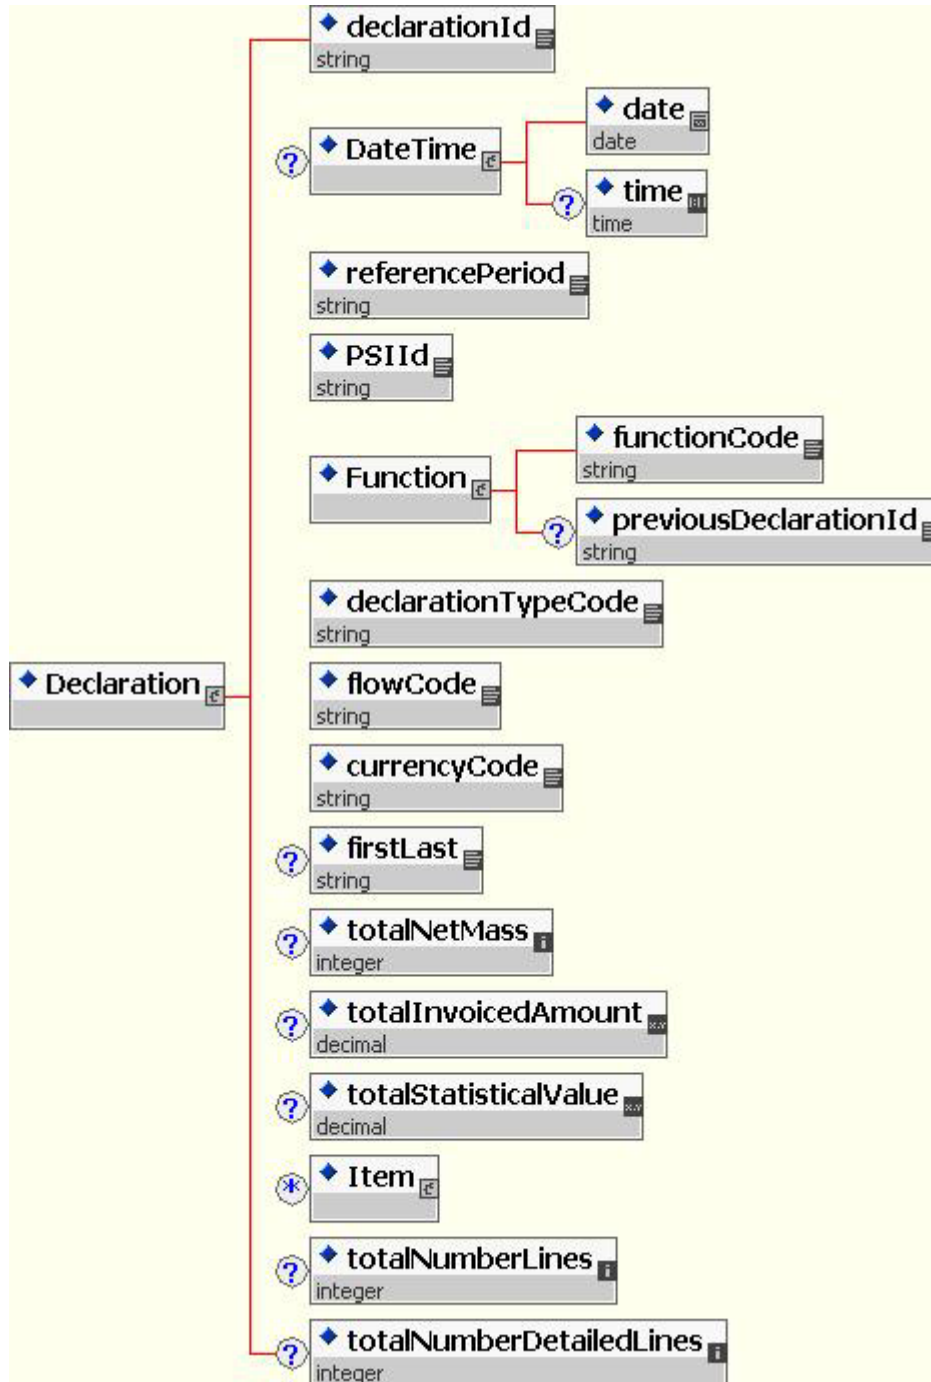 declarationId
string
date
date
? DateTime
? time
time
referencePeriod
string
PSIId
string
functionCode
string
Function
? previousDeclarationId
string
declarationTypeCode
string
Declaration
flowCode
string
currencyCode
string
? firstLast
string
? totalNetMass
integer
? totalInvoicedAmount
decimal
? totalStatisticalValue
decimal
* Item
? totalNumberLines
integer
? totalNumberDetailedLines
integer